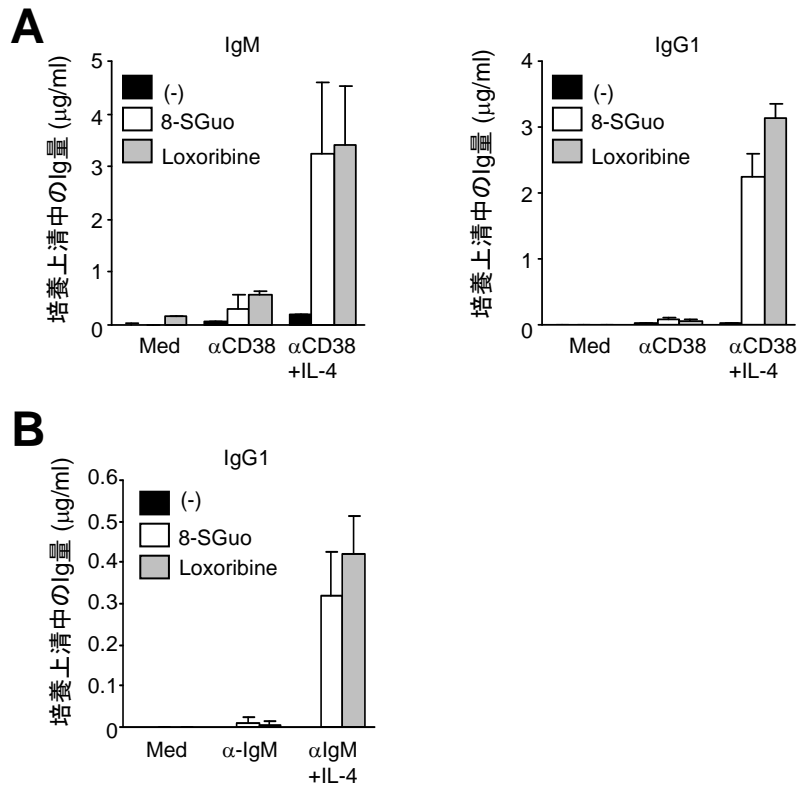 A
IgM
培養上清中のIg量 (μg/ml)
5
4
3
2
1
0
(-)
8-SGuo
Loxoribine
Med
αCD38
αCD38
+IL-4
IgG1
培養上清中のIg量 (μg/ml)
4
3
2
1
0
(-)
8-SGuo
Loxoribine
Med
αCD38
αCD38
+IL-4
B
IgG1
培養上清中のIg量 (μg/ml)
0.6
0.5
0.4
0.3
0.2
0.1
0
(-)
8-SGuo
Loxoribine
Med
α-IgM
αIgM
+IL-4